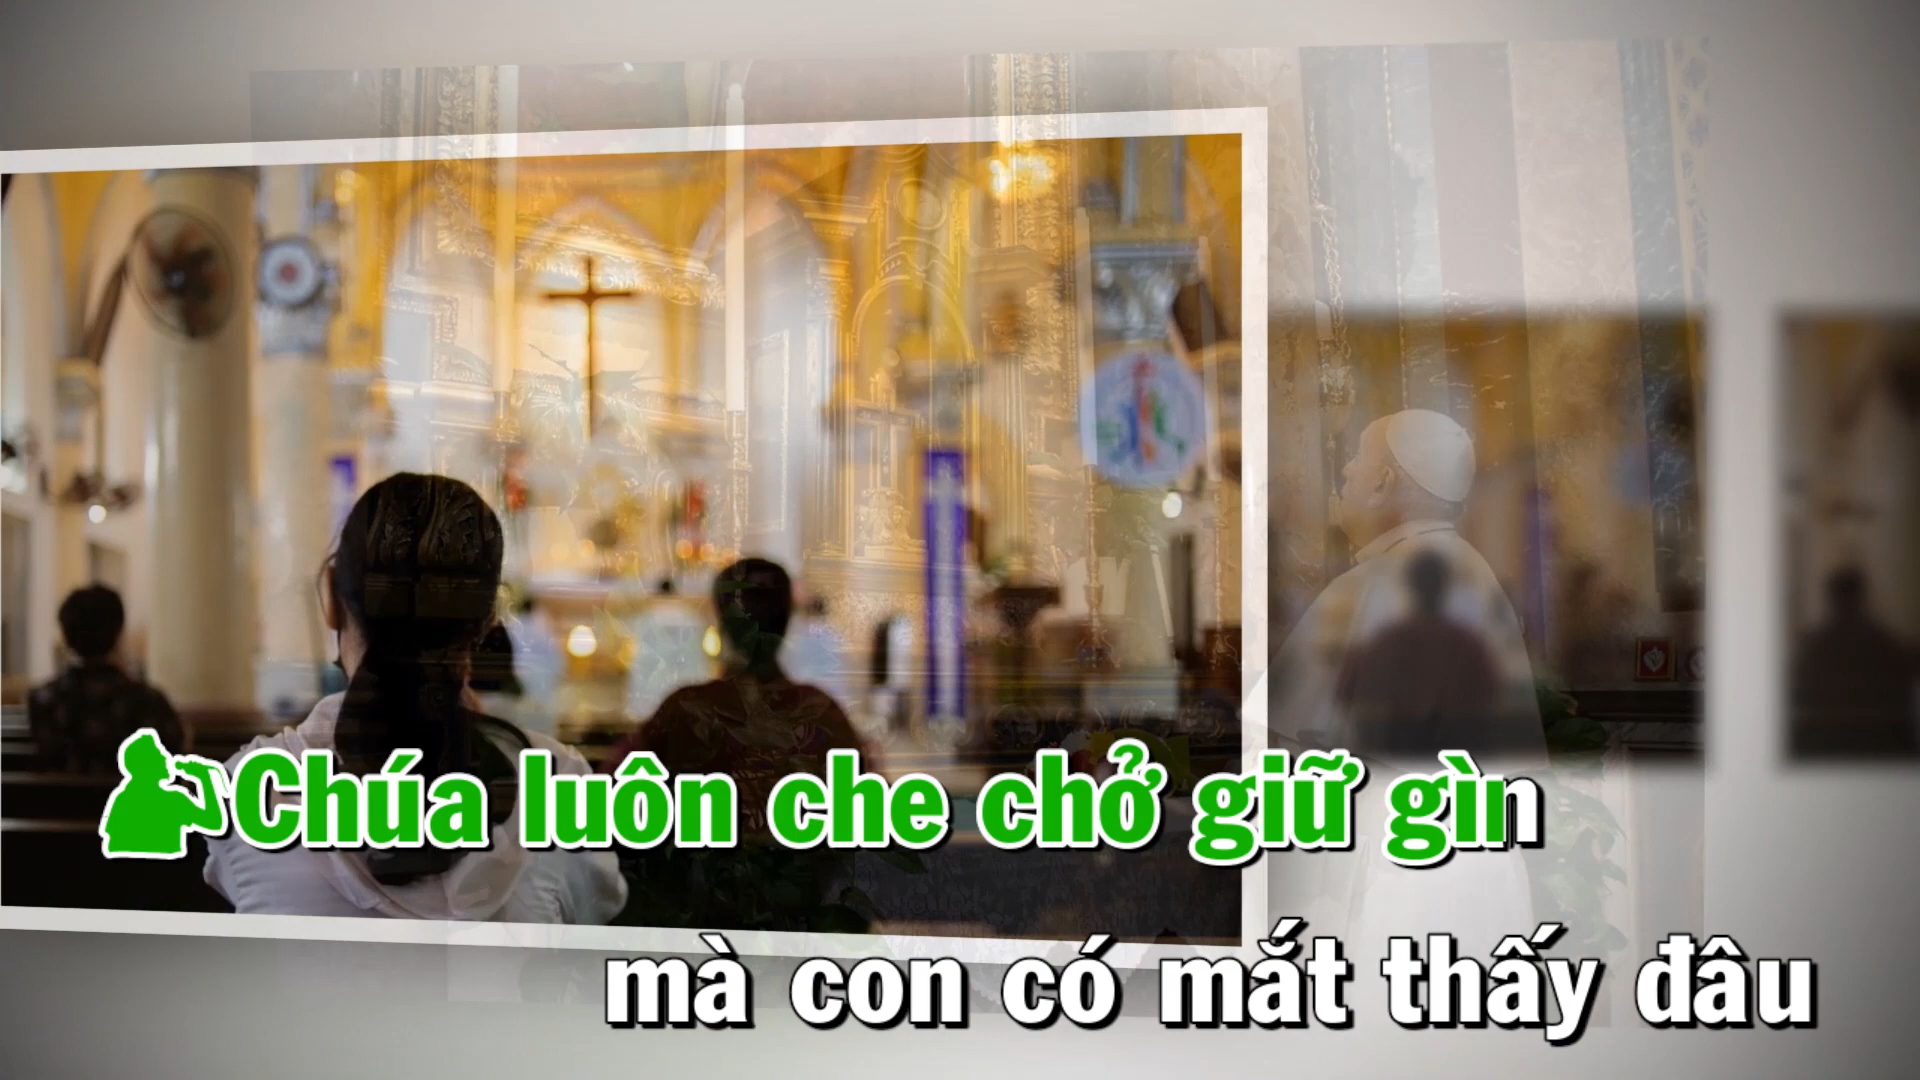 Chúa luôn che chở giữ gìn
mà con có mắt thấy đâu